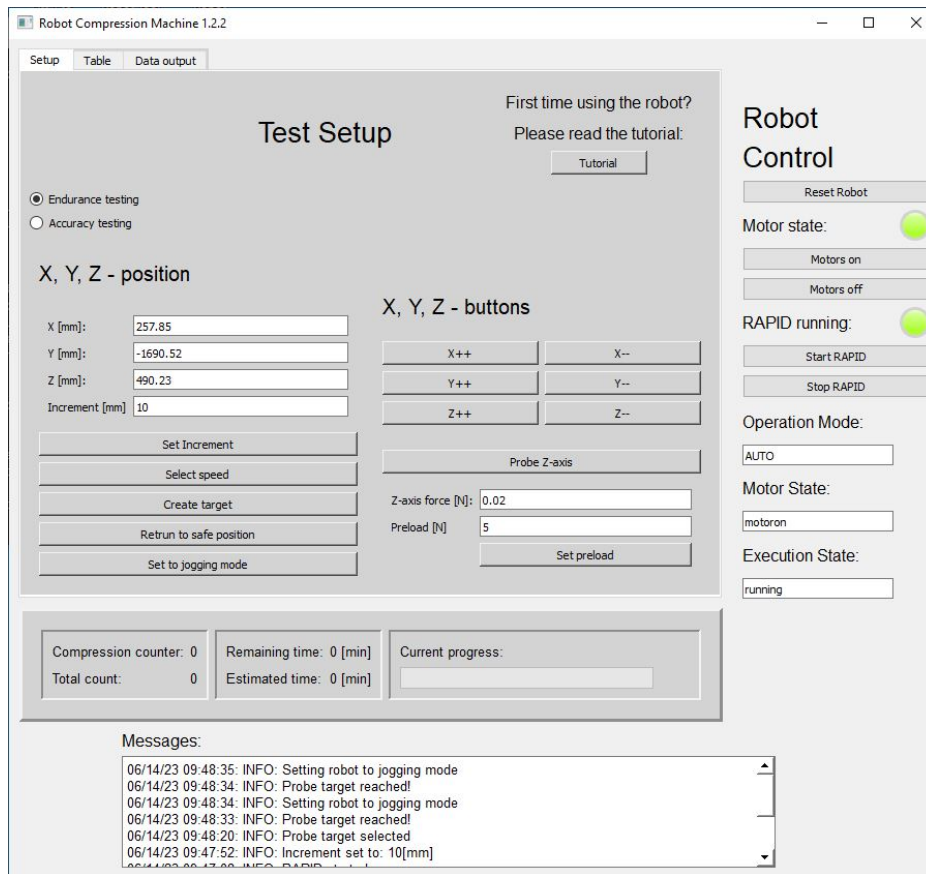 Robot Compression Machine 1.2.2
Setup
Table
Data output
Test Setup
First time using the robot?
Please read the tutorial:
Tutorial
Endurance testing
Accuracy testing
X, Y, Z - position
X [mm]: 257.85
Y [mm]: -1690.52
Z [mm]: 490.23
Increment [mm] 10
Set Increment
Select speed
Create target
Retrun to safe position
Set to jogging mode
X, Y, Z - buttons
X++ X--
Y++ Y--
Z++ Z--
Probe Z-axis
Z-axis force [N]: 0.02
Preload [N] 5
Set preload
Robot
Control
Reset Robot
Motor state:
Motors on
Motors off
RAPID running:
Start RAPID
Stop RAPID
Operation Mode:
AUTO
Motor State:
motoron
Execution State:
running
Compression counter: 0
Total count: 0
Remaining time: 0 [min]
Estimated time: 0 [min]
Current progress:
Messages:
06/14/23 09:48:35: INFO: Setting robot to jogging mode
06/14/23 09:48:34: INFO: Probe target reached!
06/14/23 09:48:34: INFO: Setting robot to jogging mode
06/14/23 09:48:33: INFO: Probe target reached!
06/14/23 09:48:20: INFO: Probe target selected
06/14/23 09:47:52: INFO: Increment set to: 10[mm]